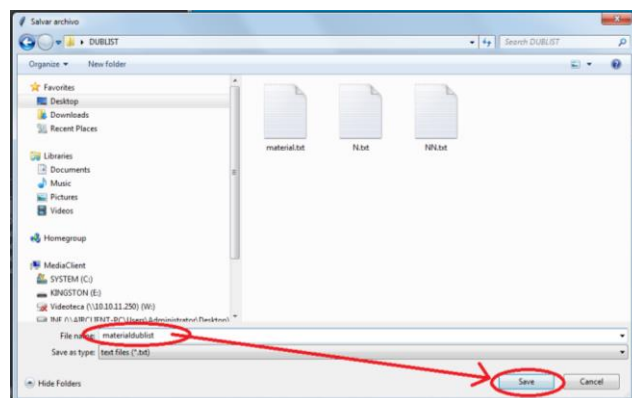 Salvar archivo
DUBLIST
Search DUBLIST
Organize
New folder
Favorites
Desktop
Downloads
Recent Places
Libraries
Documents
Music
Pictures
Videos
Homegroup
MediaClient
SYSTEM (C:)
KINGSTON (E:)
Videoteca (\\10.10.11.250) (W:)
material.txt
N.txt
NN.txt
File name: materialdublist
Save as type: text files (*.txt)
Hide Folders
Save
Cancel